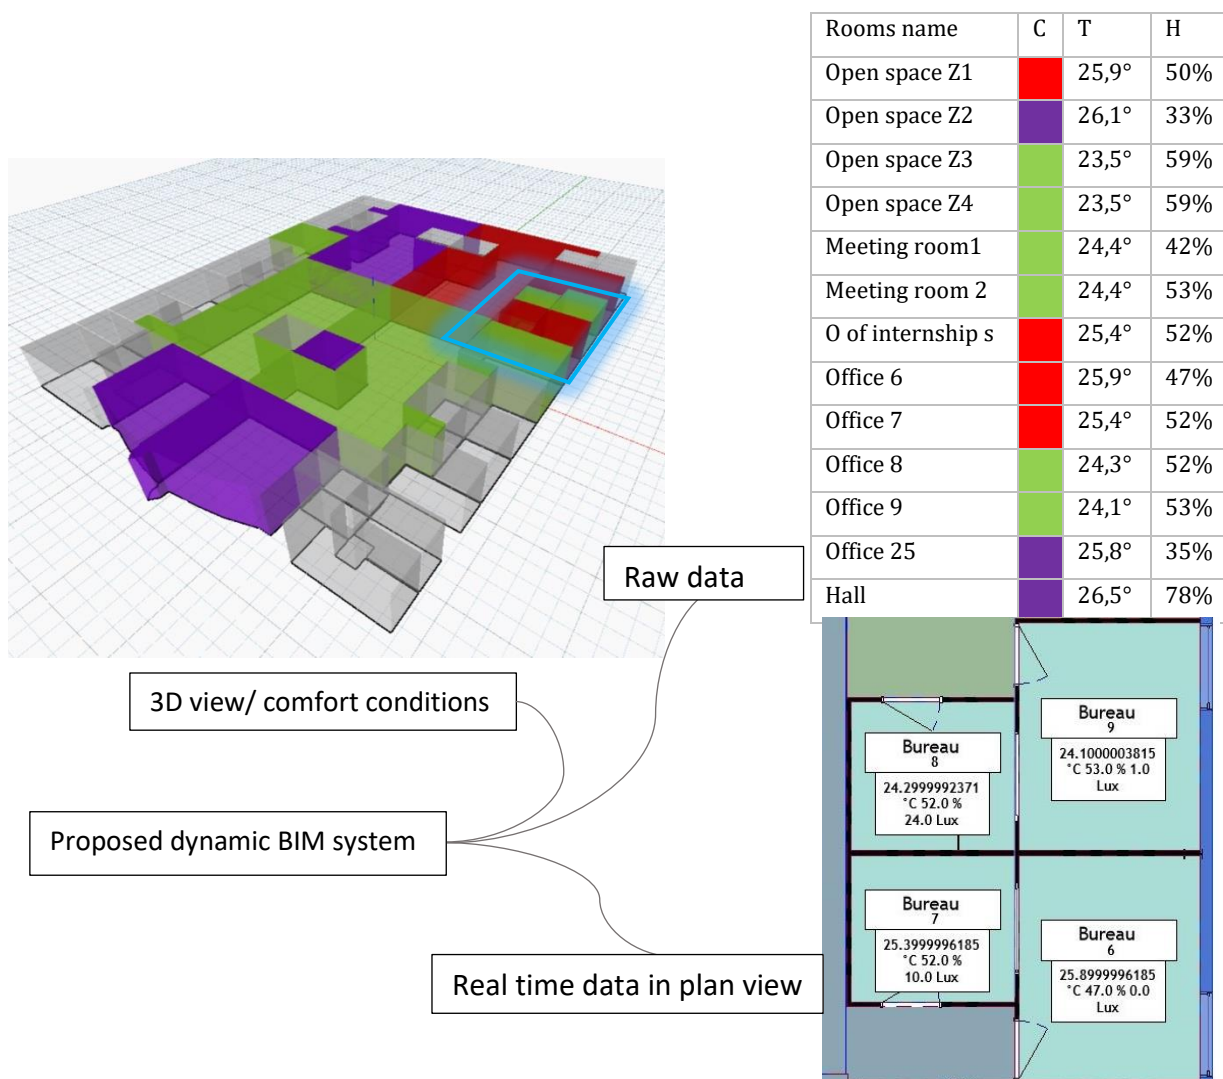 Rooms name C T H
Open space Z1 25,9° 50%
Open space Z2 26,1° 33%
Open space Z3 23,5° 59%
Open space Z4 23,5° 59%
Meeting room1 24,4° 42%
Meeting room 2 24,4° 53%
O of internship s 25,4° 52%
Office 6 25,9° 47%
Office 7 25,4° 52%
Office 8 24,3° 52%
Office 9 24,1° 53%
Office 25 25,8° 35%
Hall 26,5° 78%
Raw data
3D view/ comfort conditions
Proposed dynamic BIM system
Real time data in plan view
Bureau
9
24.1000003815
°C 53.0 % 1.0
Lux
Bureau
8
24.2999992371
°C 52.0 %
24.0 Lux
Bureau
7
25.3999996185
°C 52.0 %
10.0 Lux
Bureau
6
25.8999996185
°C 47.0 % 0.0
Lux